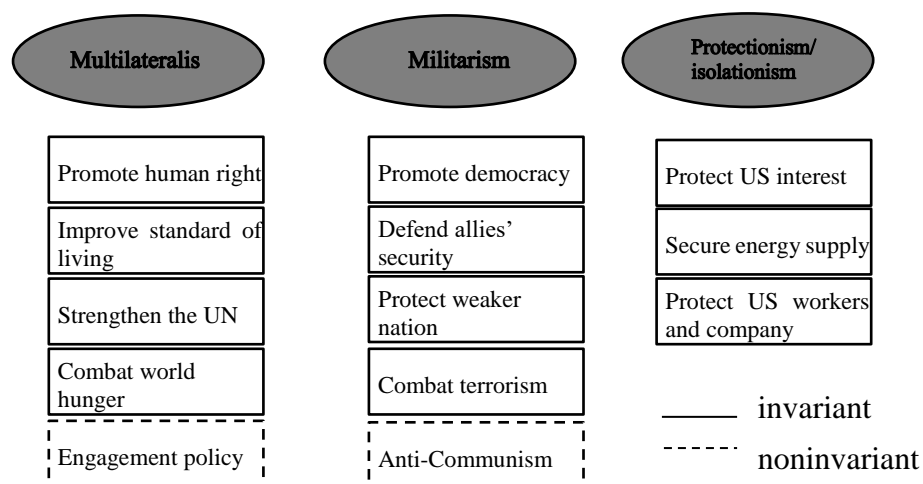 Multilateralis
Militarism
Protectionism/
isolationism
Promote human right
Improve standard of
living
Strengthen the UN
Combat world
hunger
Engagement policy
Promote democracy
Defend allies’
security
Protect weaker
nation
Combat terrorism
Anti-Communism
Protect US interest
Secure energy supply
Protect US workers
and company
invariant
noninvariant